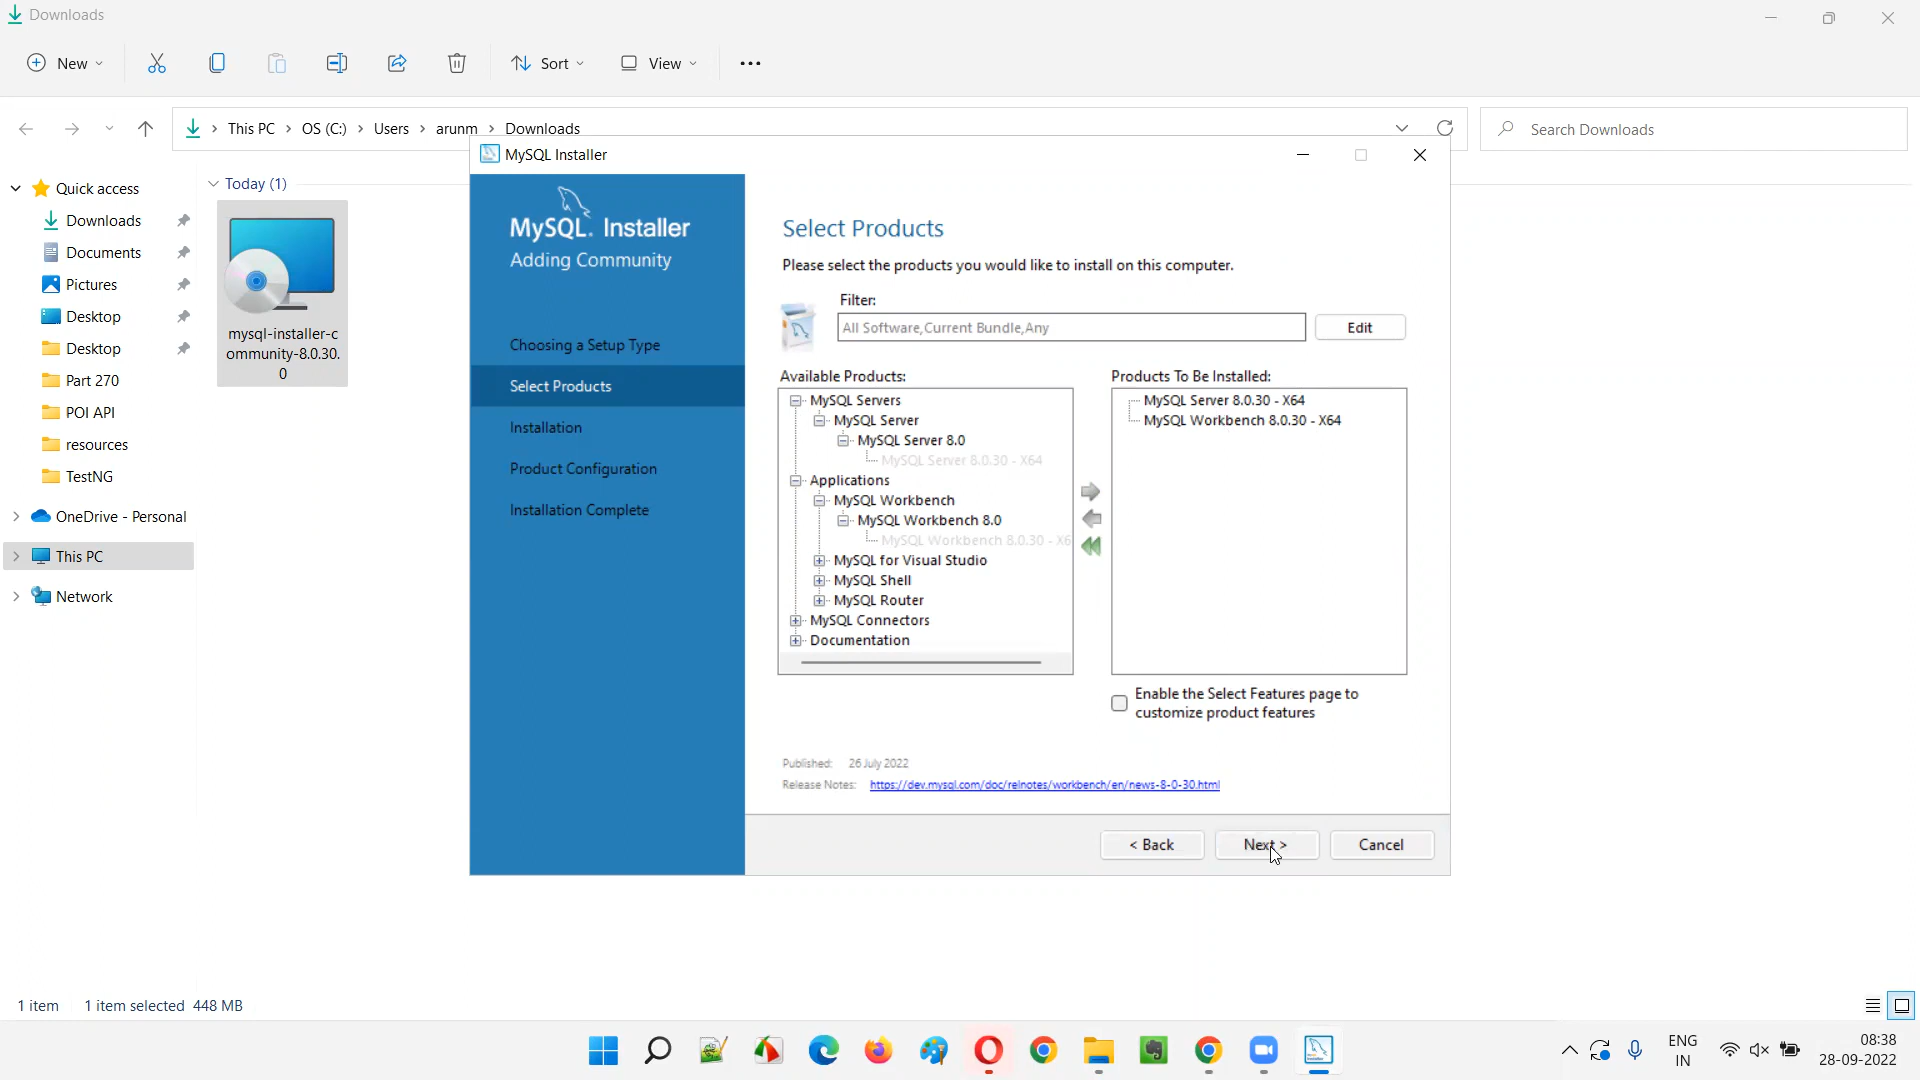 Downloads
New
Sort
View
This PC > OS (C:) > Users > arunm > Downloads
Search Downloads
Quick access
Downloads
Documents
Pictures
Desktop
Desktop
Part 270
POI API
resources
TestNG
OneDrive - Personal
This PC
Network
Today (1)
mysql-installer-c
ommunity-8.0.30.
0
MySQL Installer
MySQL. Installer
Adding Community
Choosing a Setup Type
Select Products
Installation
Product Configuration
Installation Complete
Select Products
Please select the products you would like to install on this computer.
Filter:
All Software,Current Bundle,Any
Edit
Available Products:
MySQL Servers
MySQL Server
MySQL Server 8.0
MySQL Server 8.0.30 - X64
Applications
MySQL Workbench
MySQL Workbench 8.0
MySQL Workbench 8.0.30 - X6
MySQL for Visual Studio
MySQL Shell
MySQL Router
MySQL Connectors
Documentation
Products To Be Installed:
MySQL Server 8.0.30 - X64
MySQL Workbench 8.0.30 - X64
Enable the Select Features page to
customize product features
Published: 26 July 2022
Release Notes: https://dev.mysql.com/doc/relnotes/workbench/en/news-8-0-30.html
< Back
Next >
Cancel
1 item
1 item selected 448 MB
ENG
IN
08:38
28-09-2022